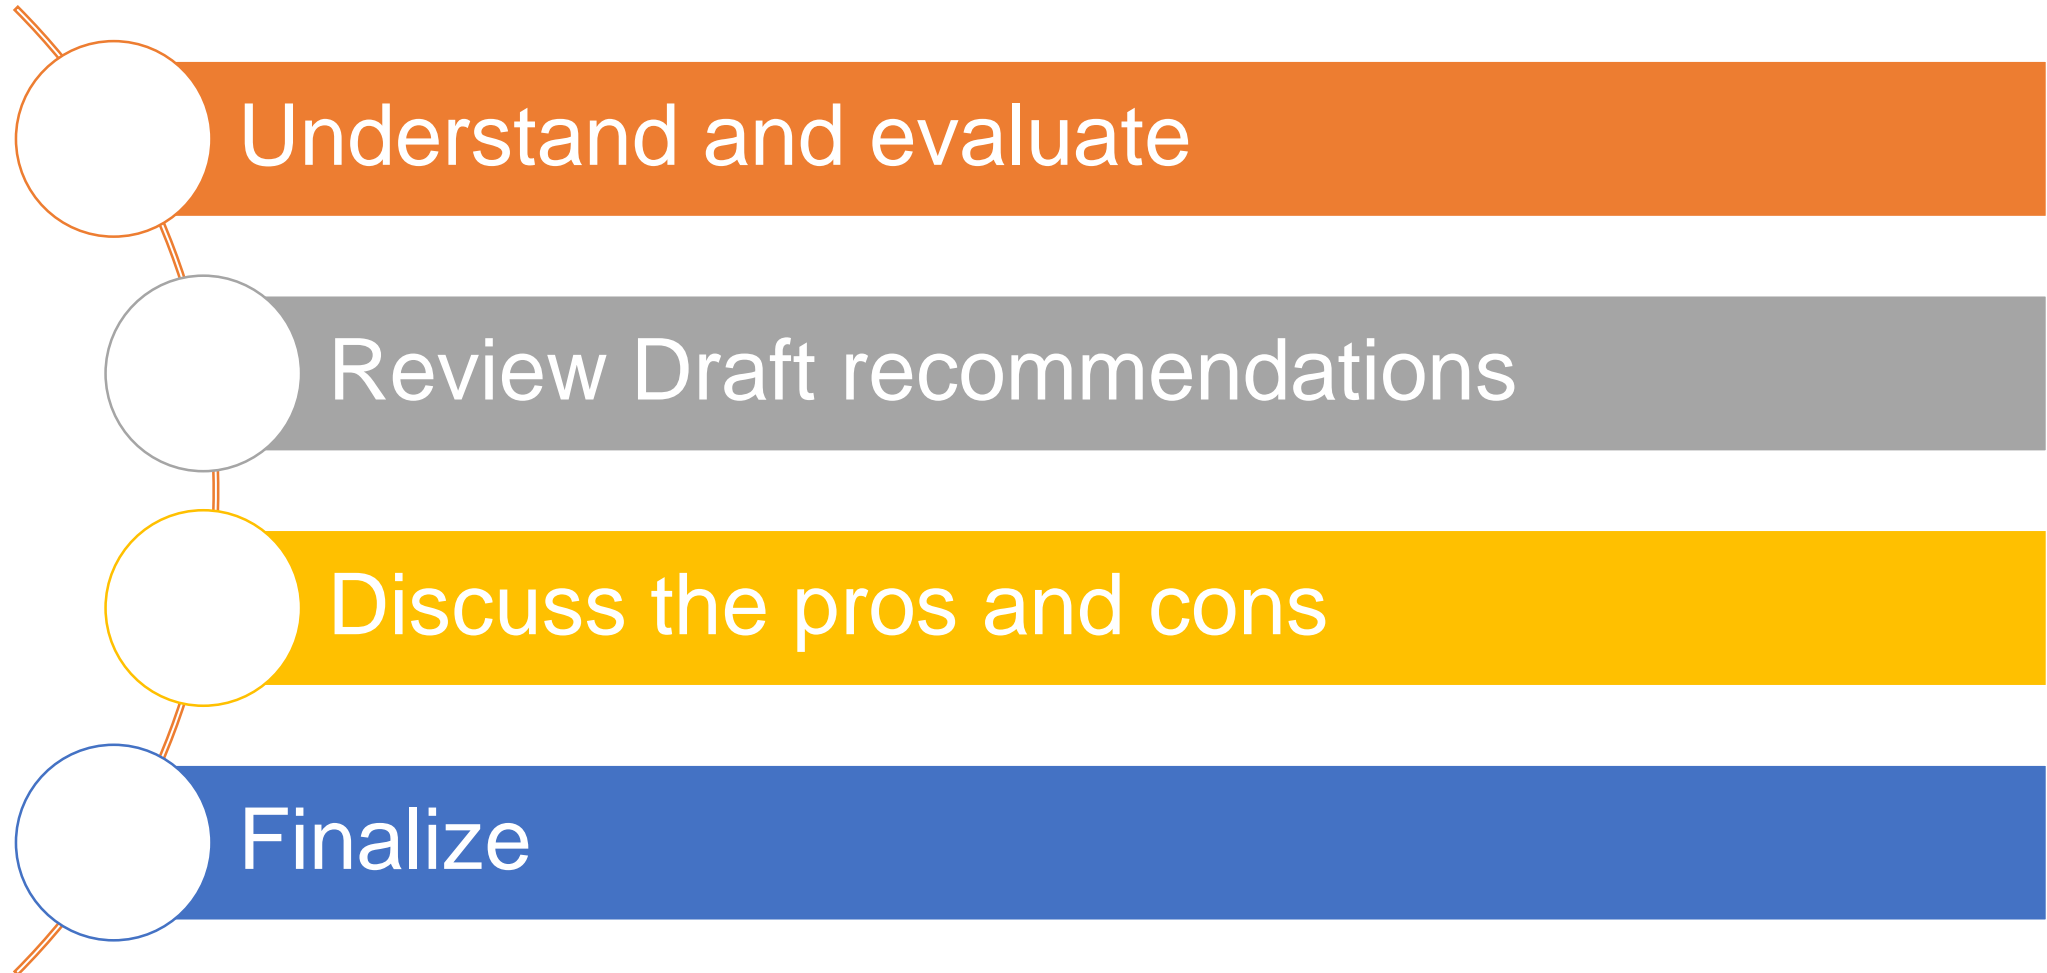 Understand and evaluate
Review Draft recommendations
Discuss the pros and cons
Finalize